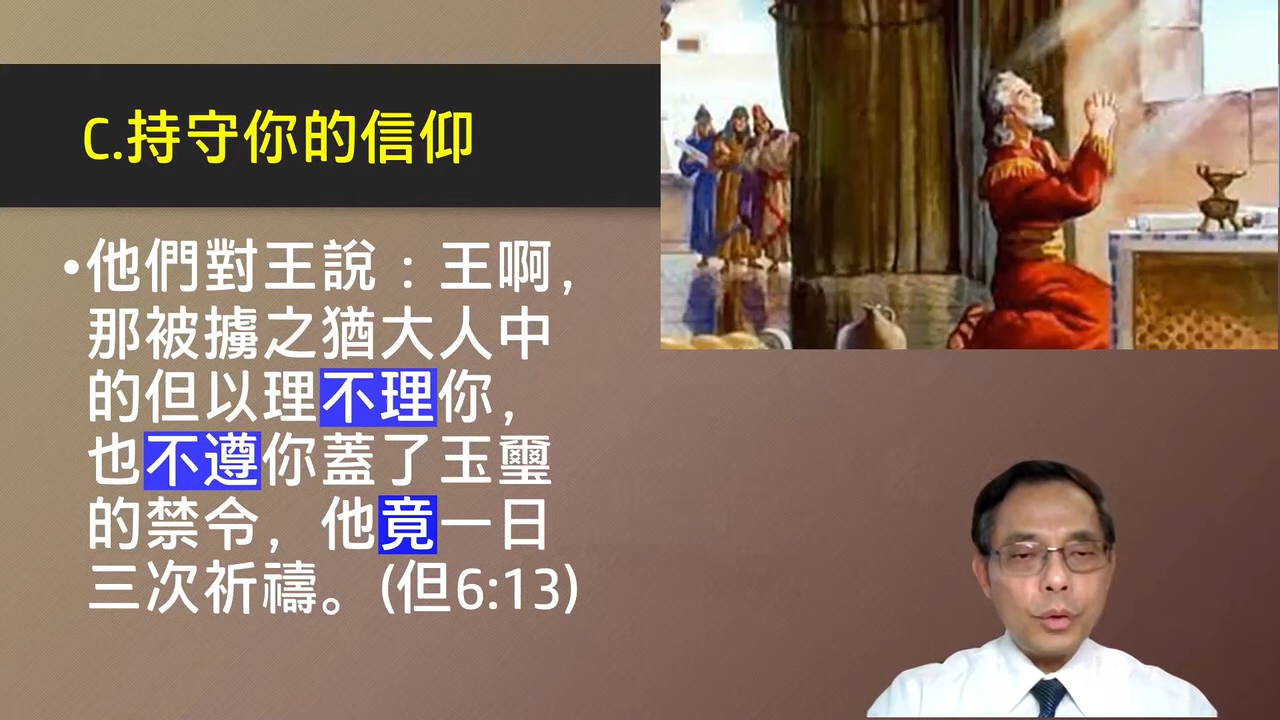 C.持守你的信仰
•他們對王說：王啊，
那被擄之猶大人中
的但以理不理你，
也不遵你蓋了玉璽
的禁令，他竟一日
三次祈禱。(但6:13)